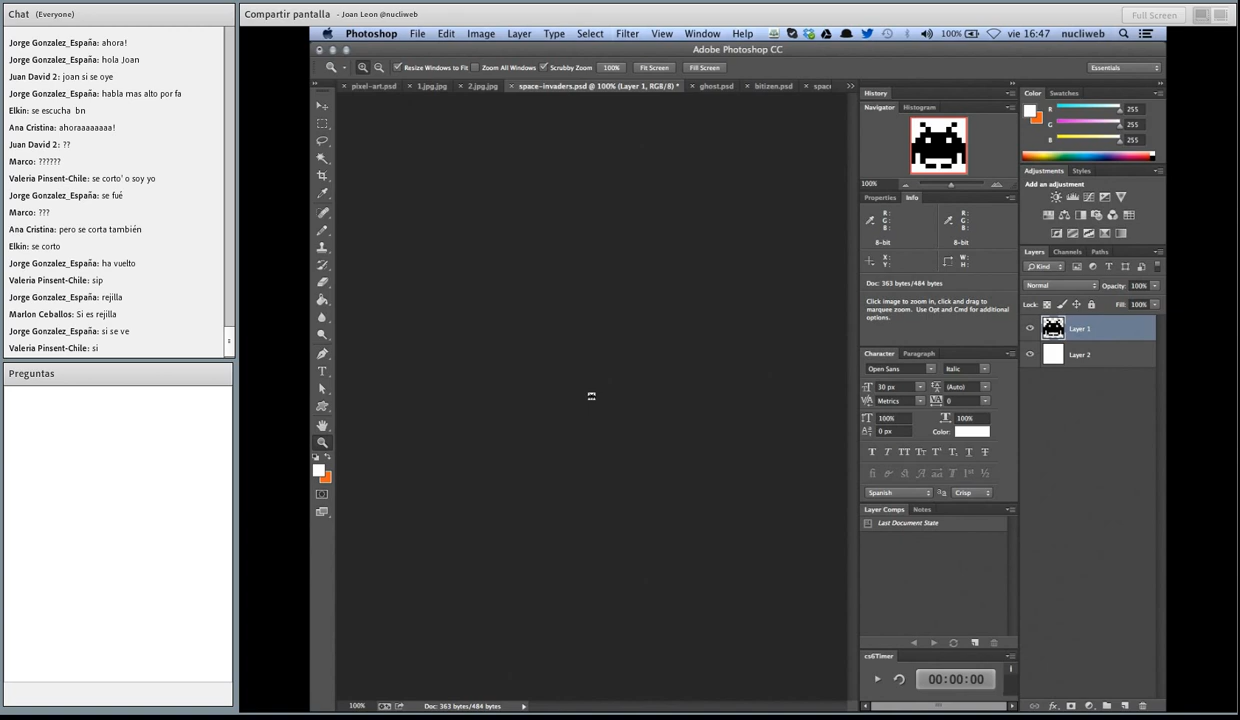 Chat (Everyone)
Jorge Gonzalez_España: ahora!
Jorge Gonzalez_España: hola Joan
Juan David 2: joan si se oye
Jorge Gonzalez_España: habla mas alto por fa
Elkin: se escucha bn
Ana Cristina: ahoraaaaaaaa!
Juan David 2: ??
Marco: ??????
Valeria Pinsent-Chile: se corto' o soy yo
Jorge Gonzalez_España: se fué
Marco: ???
Ana Cristina: pero se corta también
Elkin: se corto
Jorge Gonzalez_España: ha vuelto
Valeria Pinsent-Chile: sip
Jorge Gonzalez_España: rejilla
Marlon Ceballos: Si es rejilla
Jorge Gonzalez_España: si se ve
Valeria Pinsent-Chile: si
Preguntas
Compartir pantalla - Joan Leon @nucliweb
Full Screen
Photoshop File Edit Image Layer Type Select Filter View Window Help 100% vie 16:47 nucliweb
Adobe Photoshop CC
Resize Windows to Fit Zoom All Windows Scrubby Zoom 100% Fit Screen Fill Screen Essentials
pixel-art.psd 1.jpg.jpg 2.jpg.jpg space-invaders.psd @ 100% (Layer 1, RGB/8) * ghost.psd bitizen.psd spac
100% Doc: 363 bytes/484 bytes
History
Navigator Histogram
100%
Properties Info
R: R:
G: G:
B: B:
8-bit 8-bit
X: W:
Y: H:
Doc: 363 bytes/484 bytes
Click image to zoom in, click and drag to
marquee zoom. Use Opt and Cmd for additional
options.
Character Paragraph
Open Sans Italic
30 px (Auto)
Metrics 0
100% 100%
0 px Color:
Spanish Crisp
Layer Comps Notes
Last Document State
cs6Timer
00:00:00
Color Swatches
R 255
G 255
B 255
Adjustments Styles
Add an adjustment
Layers Channels Paths
Kind
Normal Opacity: 100%
Lock: Fill: 100%
Layer 1
Layer 2